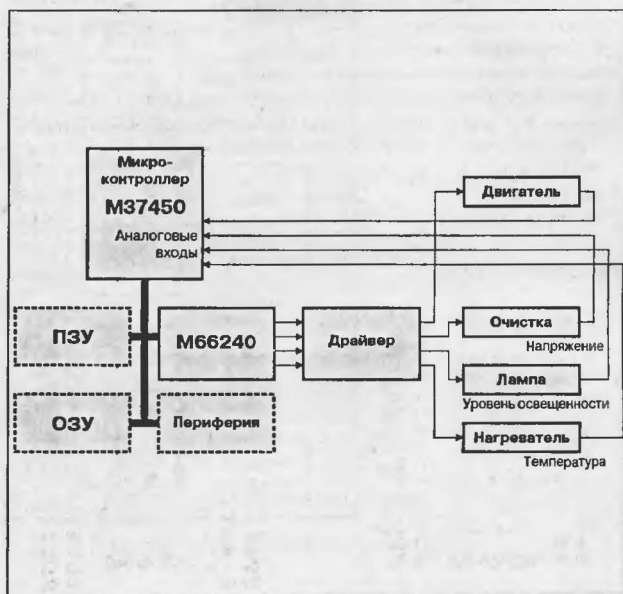 Микро-
контроллер
M37450
Аналоговые
входы
Двигатель
ПЗУ
M66240
Драйвер
Очистка
Напряжение
Лампа
Уровень освещенности
ОЗУ
Периферия
Нагреватель
Температура